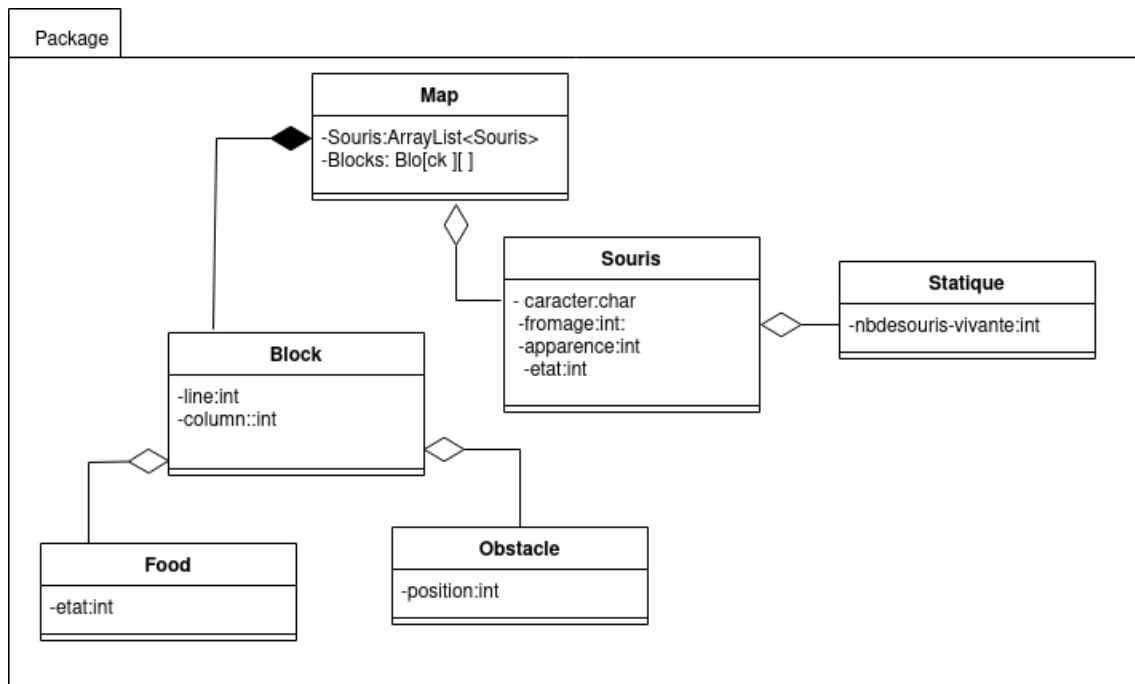 Package
Map
-Souris:ArrayList<Souris>
-Blocks: Blo[ck ][ ]
Souris
- caracter:char
-fromage:int:
-apparence:int
-etat:int
Statique
-nbdesouris-vivante:int
Block
-line:int
-column::int
Food
-etat:int
Obstacle
-position:int